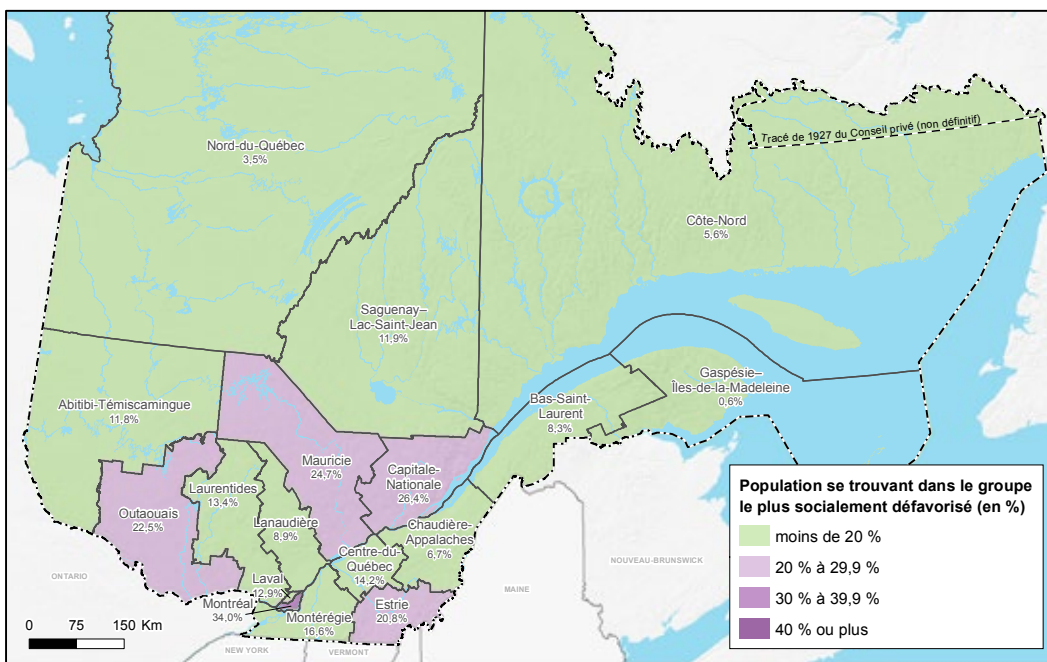 Tracé de 1927 du Conseil privé (non définitif)
Nord-du-Québec
3,5%
Côte-Nord
5,6%
Saguenay–
Lac-Saint-Jean
11,9%
Gaspésie–
Îles-de-la-Madeleine
0,6%
Abitibi-Témiscamingue
11,8%
Bas-Saint-
Laurent
8,3%
Mauricie
24,7%
Capitale-
Nationale
26,4%
Laurentides
13,4%
Outaouais
22,5%
Lanaudière
8,9%
Chaudière-
Appalaches
6,7%
Centre-du-
Québec
14,2%
Laval
12,9%
Montréal
34,0%
Montérégie
16,6%
Estrie
20,8%
ONTARIO
NEW YORK
VERMONT
MAINE
NOUVEAU-BRUNSWICK
0 75 150 Km
Population se trouvant dans le groupe
le plus socialement défavorisé (en %)
moins de 20 %
20 % à 29,9 %
30 % à 39,9 %
40 % ou plus